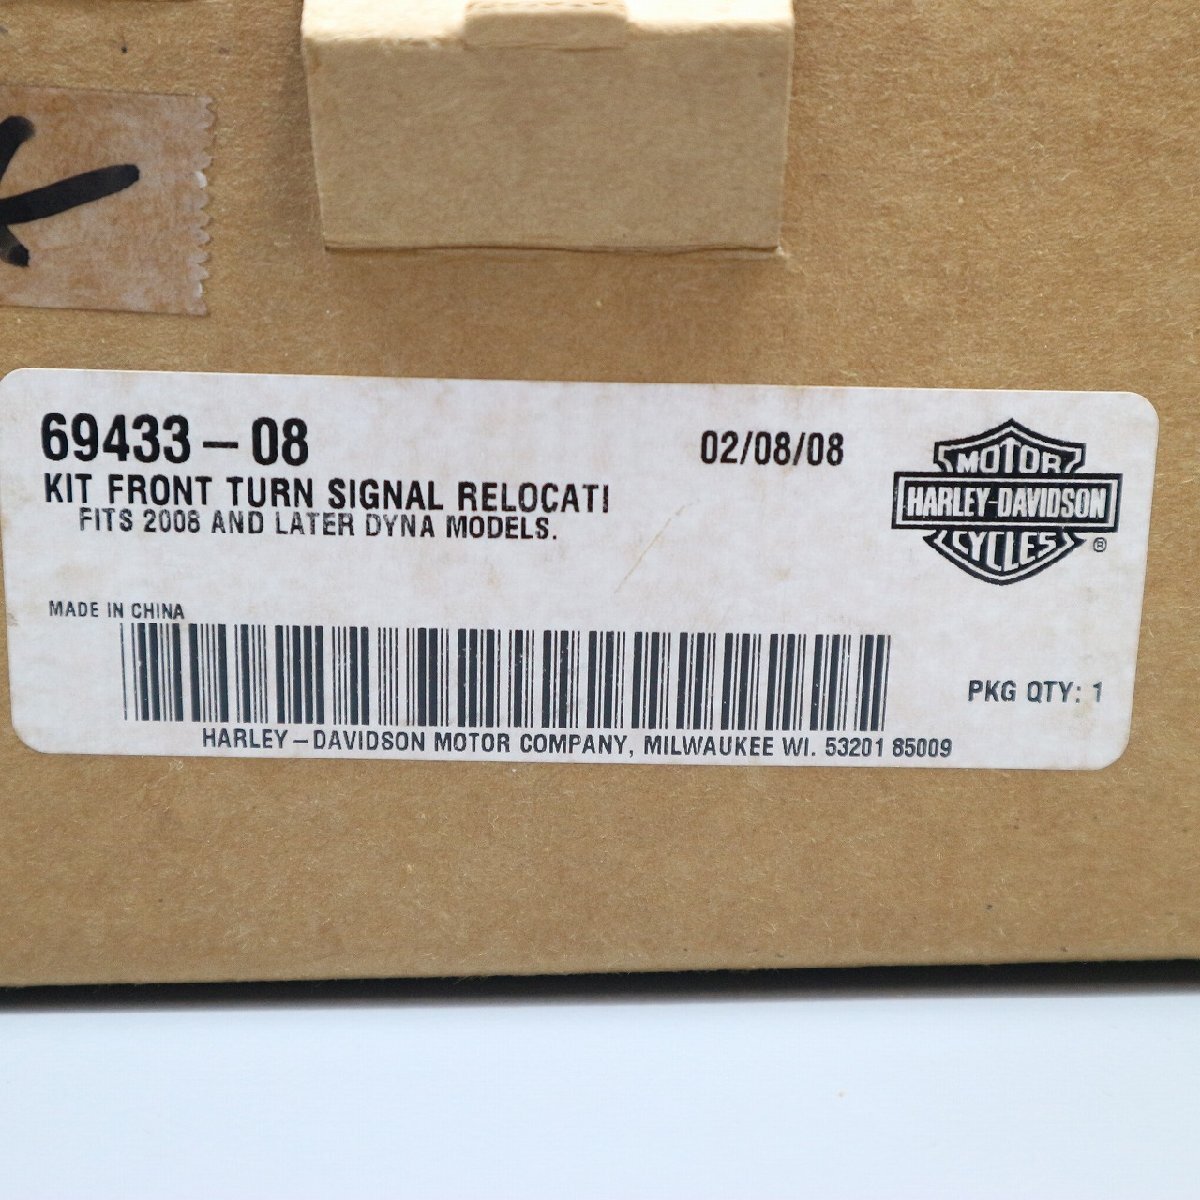 69433-08
02/08/08
KIT FRONT TURN SIGNAL RELOCATI
FITS 2008 AND LATER DYNA MODELS.
MOTOR
HARLEY-DAVIDSON
CYCLES
®
MADE IN CHINA
PKG QTY: 1
HARLEY-DAVIDSON MOTOR COMPANY, MILWAUKEE WI. 53201 85009